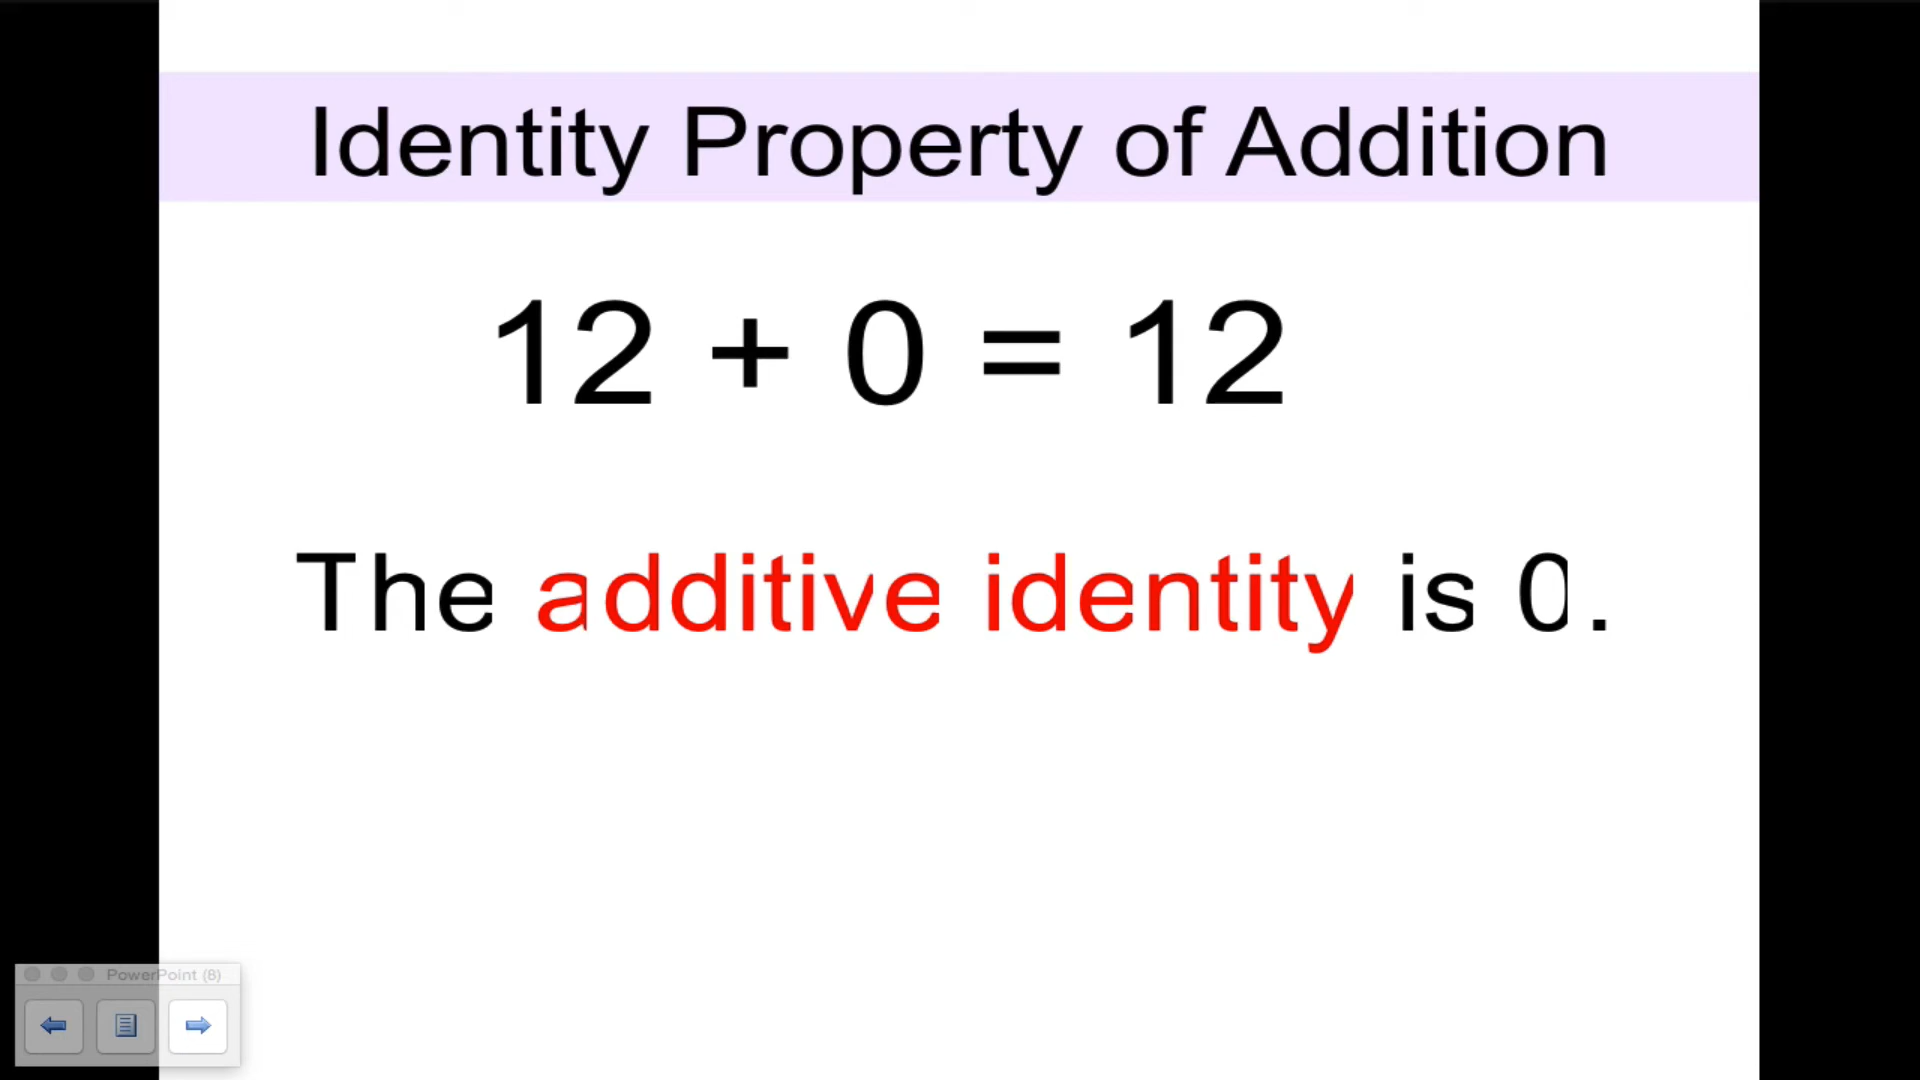 Identity Property of Addition
12 + 0 = 12
The additive identity is 0.
PowerPoint (8)